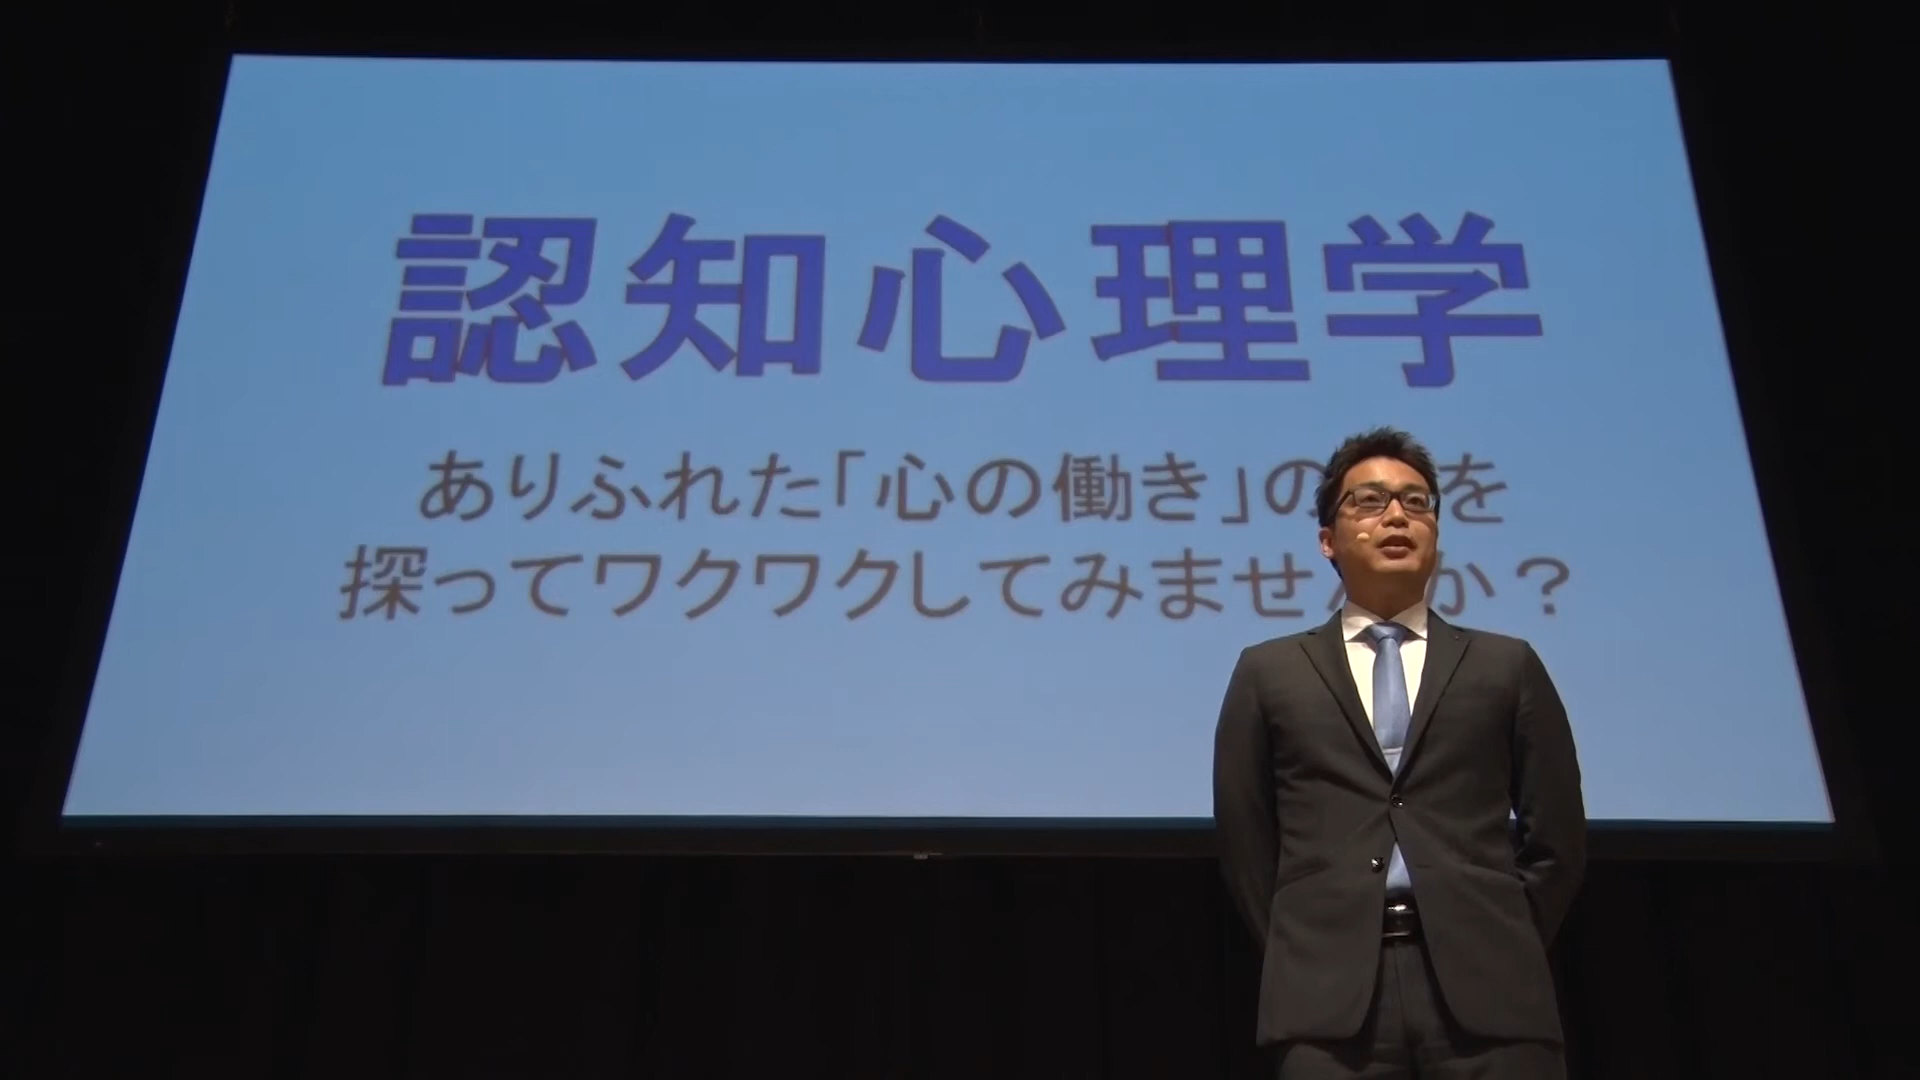 認知心理学
ありふれた「心の働き」の を
探ってワクワクしてみませんか？